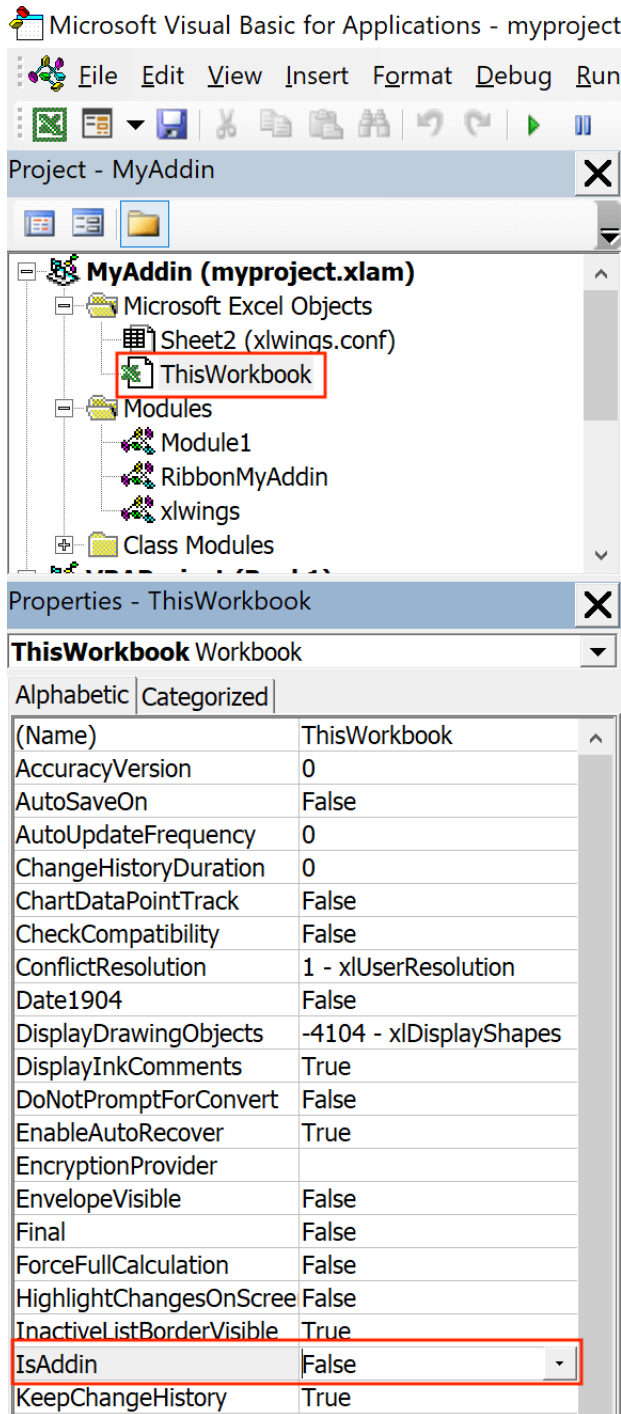 Microsoft Visual Basic for Applications - myproject
File Edit View Insert Format Debug Run
Project - MyAddin
MyAddin (myproject.xlam)
Microsoft Excel Objects
Sheet2 (xlwings.conf)
ThisWorkbook
Modules
Module1
RibbonMyAddin
xlwings
Class Modules
Properties - ThisWorkbook
ThisWorkbook Workbook
Alphabetic Categorized
(Name) ThisWorkbook
AccuracyVersion 0
AutoSaveOn False
AutoUpdateFrequency 0
ChangeHistoryDuration 0
ChartDataPointTrack False
CheckCompatibility False
ConflictResolution 1 - xlUserResolution
Date1904 False
DisplayDrawingObjects -4104 - xlDisplayShapes
DisplayInkComments True
DoNotPromptForConvert False
EnableAutoRecover True
EncryptionProvider
EnvelopeVisible False
Final False
ForceFullCalculation False
HighlightChangesOnScree False
InactiveListBorderVisible True
IsAddin False
KeepChangeHistory True